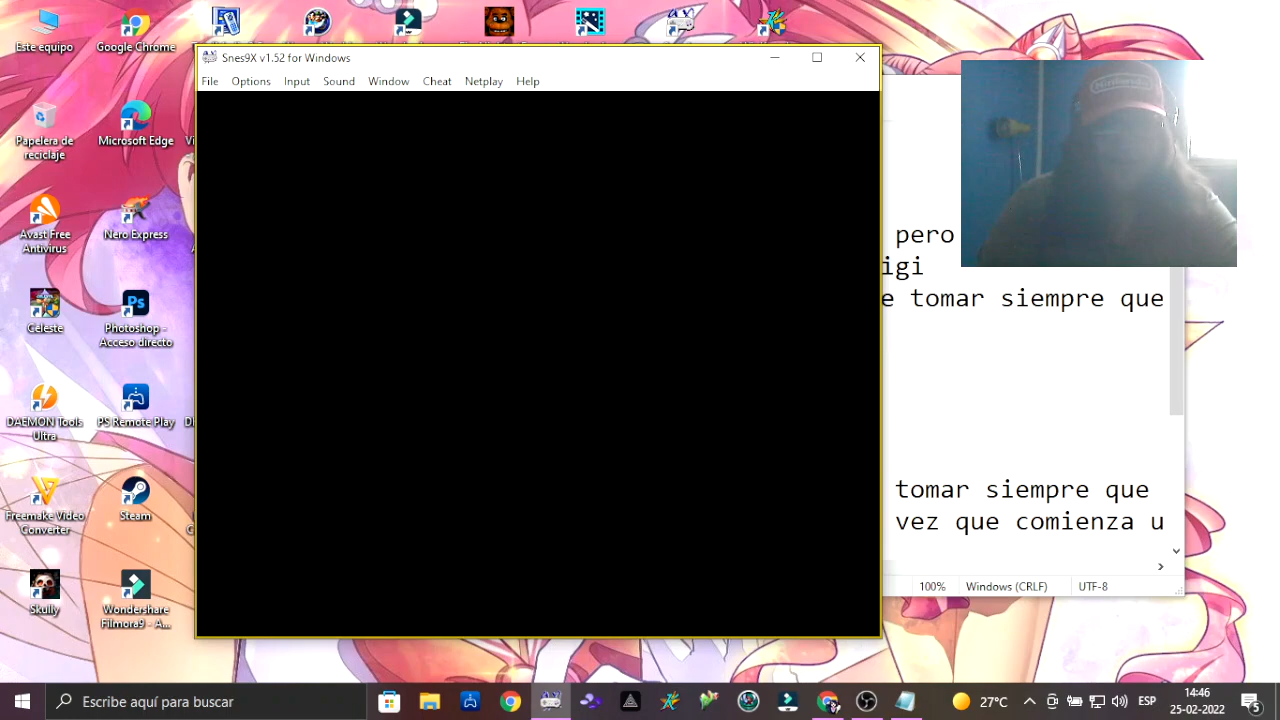 Este equipo
Google Chrome
Snes9X v1.52 for Windows
File Options Input Sound Window Cheat Netplay Help
Nintendo
Papelera de
reciclaje
Microsoft Edge
Avast Free
Antivirus
Nero Express
pero
igi
e tomar siempre que
Celeste
Photoshop -
Acceso directo
DAEMON Tools
Ultra
PS Remote Play
tomar siempre que
vez que comienza u
Freemake Video
Converter
Steam
100% Windows (CRLF) UTF-8
Skully
Wondershare
Filmora9 - A...
Escribe aquí para buscar
27°C
ESP
14:46
25-02-2022
5